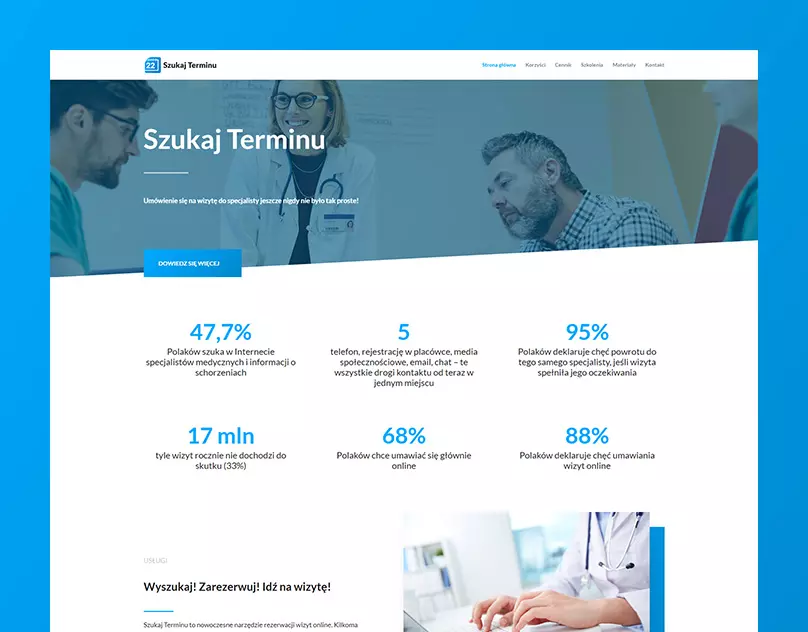 22
Szukaj Terminu
Strona główna Korzyści Cennik Szkolenia Materiały Kontakt
Szukaj Terminu
Umówienie się na wizytę do specjalisty jeszcze nigdy nie było tak proste!
DOWIEDZ SIĘ WIĘCEJ
47,7%
Polaków szuka w Internecie
specjalistów medycznych i informacji o
schorzeniach
5
telefon, rejestrację w placówce, media
społecznościowe, email, chat – te
wszystkie drogi kontaktu od teraz w
jednym miejscu
95%
Polaków deklaruje chęć powrotu do
tego samego specjalisty, jeśli wizyta
spełniła jego oczekiwania
17 mln
tyle wizyt rocznie nie dochodzi do
skutku (33%)
68%
Polaków chce umawiać się głównie
online
88%
Polaków deklaruje chęć umawiania
wizyt online
USŁUGI
Wyszukaj! Zarezerwuj! Idź na wizytę!
Szukaj Terminu to nowoczesne narzędzie rezerwacji wizyt online. Kilkoma